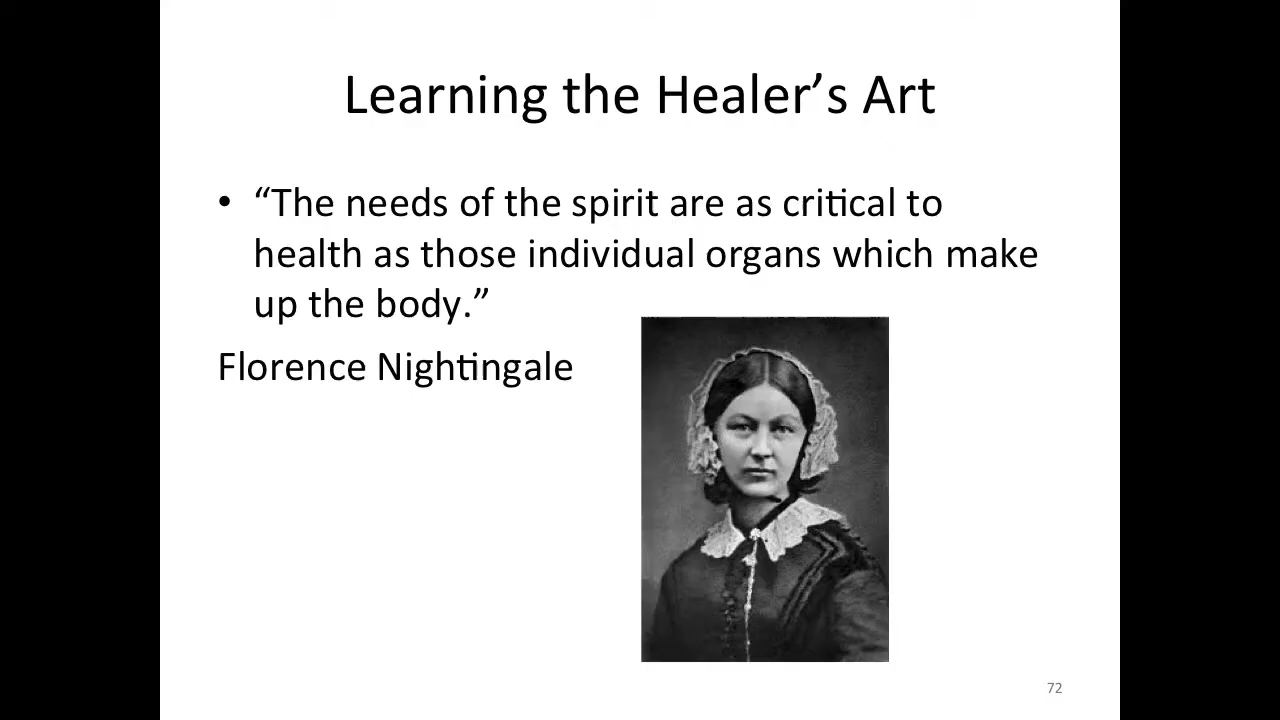 Learning the Healer’s Art
• “The needs of the spirit are as critical to
health as those individual organs which make
up the body.”
Florence Nightingale
72